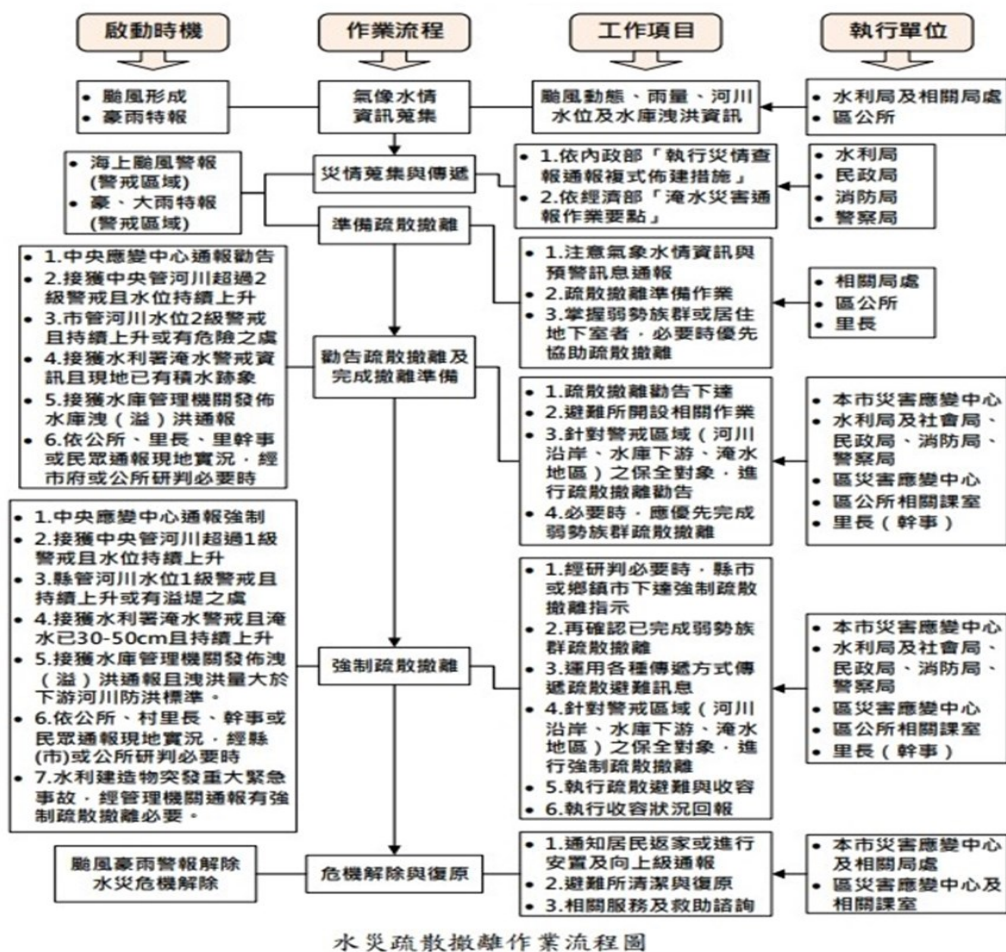 啟動時機
作業流程
工作項目
執行單位
• 颱風形成
• 豪雨特報
氣像水情
資訊蒐集
颱風動態、雨量、河川
水位及水庫洩洪資訊
• 水利局及相關局處
• 區公所
• 海上颱風警報
(警戒區域)
• 豪、大雨特報
(警戒區域)
災情蒐集與傳遞
• 1.依內政部「執行災情查
報通報複式佈建措施」
• 2.依經濟部「淹水災害通
報作業要點」
• 水利局
• 民政局
• 消防局
• 警察局
準備疏散撤離
• 1.注意氣象水情資訊與
預警訊息通報
• 2.疏散撤離準備作業
• 3.掌握弱勢族群或居住
地下室者，必要時優先
協助疏散撤離
• 相關局處
• 區公所
• 里長
• 1.中央應變中心通報勸告
• 2.接獲中央管河川超過2
級警戒且水位持續上升
• 3.市管河川水位2級警戒
且持續上升或有危險之虞
• 4.接獲水利署淹水警戒資
訊且現地已有積水跡象
• 5.接獲水庫管理機關發佈
水庫洩（溢）洪通報
• 6.依公所、里長、里幹事
或民眾通報現地實況，經
市府或公所研判必要時
勸告疏散撤離及
完成撤離準備
• 1.疏散撤離勸告下達
• 2.避難所開設相關作業
• 3.針對警戒區域（河川
沿岸、水庫下游、淹水
地區）之保全對象，進
行疏散撤離勸告
• 4.必要時，應優先完成
弱勢族群疏散撤離
• 本市災害應變中心
• 水利局及社會局、
民政局、消防局、
警察局
• 區災害應變中心
• 區公所相關課室
• 里長（幹事）
• 1.中央應變中心通報強制
• 2.接獲中央管河川超過1級
警戒且水位持續上升
• 3.縣管河川水位1級警戒且
持續上升或有溢堤之虞
• 4.接獲水利署淹水警戒且淹
水已30-50cm且持續上升
• 5.接獲水庫管理機關發佈洩
（溢）洪通報且洩洪量大於
下游河川防洪標準。
• 6.依公所、村里長、幹事或
民眾通報現地實況，經縣
(市)或公所研判必要時
• 7.水利建造物突發重大緊急
事故，經管理機關通報有強
制疏散撤離必要。
強制疏散撤離
• 1.經研判必要時，縣市
或鄉鎮市下達強制疏散
撤離指示
• 2.再確認已完成弱勢族
群疏散撤離
• 3.運用各種傳遞方式傳
遞疏散避難訊息
• 4.針對警戒區域（河川
沿岸、水庫下游、淹水
地區）之保全對象，進
行強制疏散撤離
• 5.執行疏散避難與收容
• 6.執行收容狀況回報
• 本市災害應變中心
• 水利局及社會局、
民政局、消防局、
警察局
• 區災害應變中心
• 區公所相關課室
• 里長（幹事）
颱風豪雨警報解除
水災危機解除
危機解除與復原
• 1.通知居民返家或進行
安置及向上級通報
• 2.避難所清潔與復原
• 3.相關服務及救助諮詢
• 本市災害應變中心
及相關局處
• 區災害應變中心及
相關課室
水災疏散撤離作業流程圖